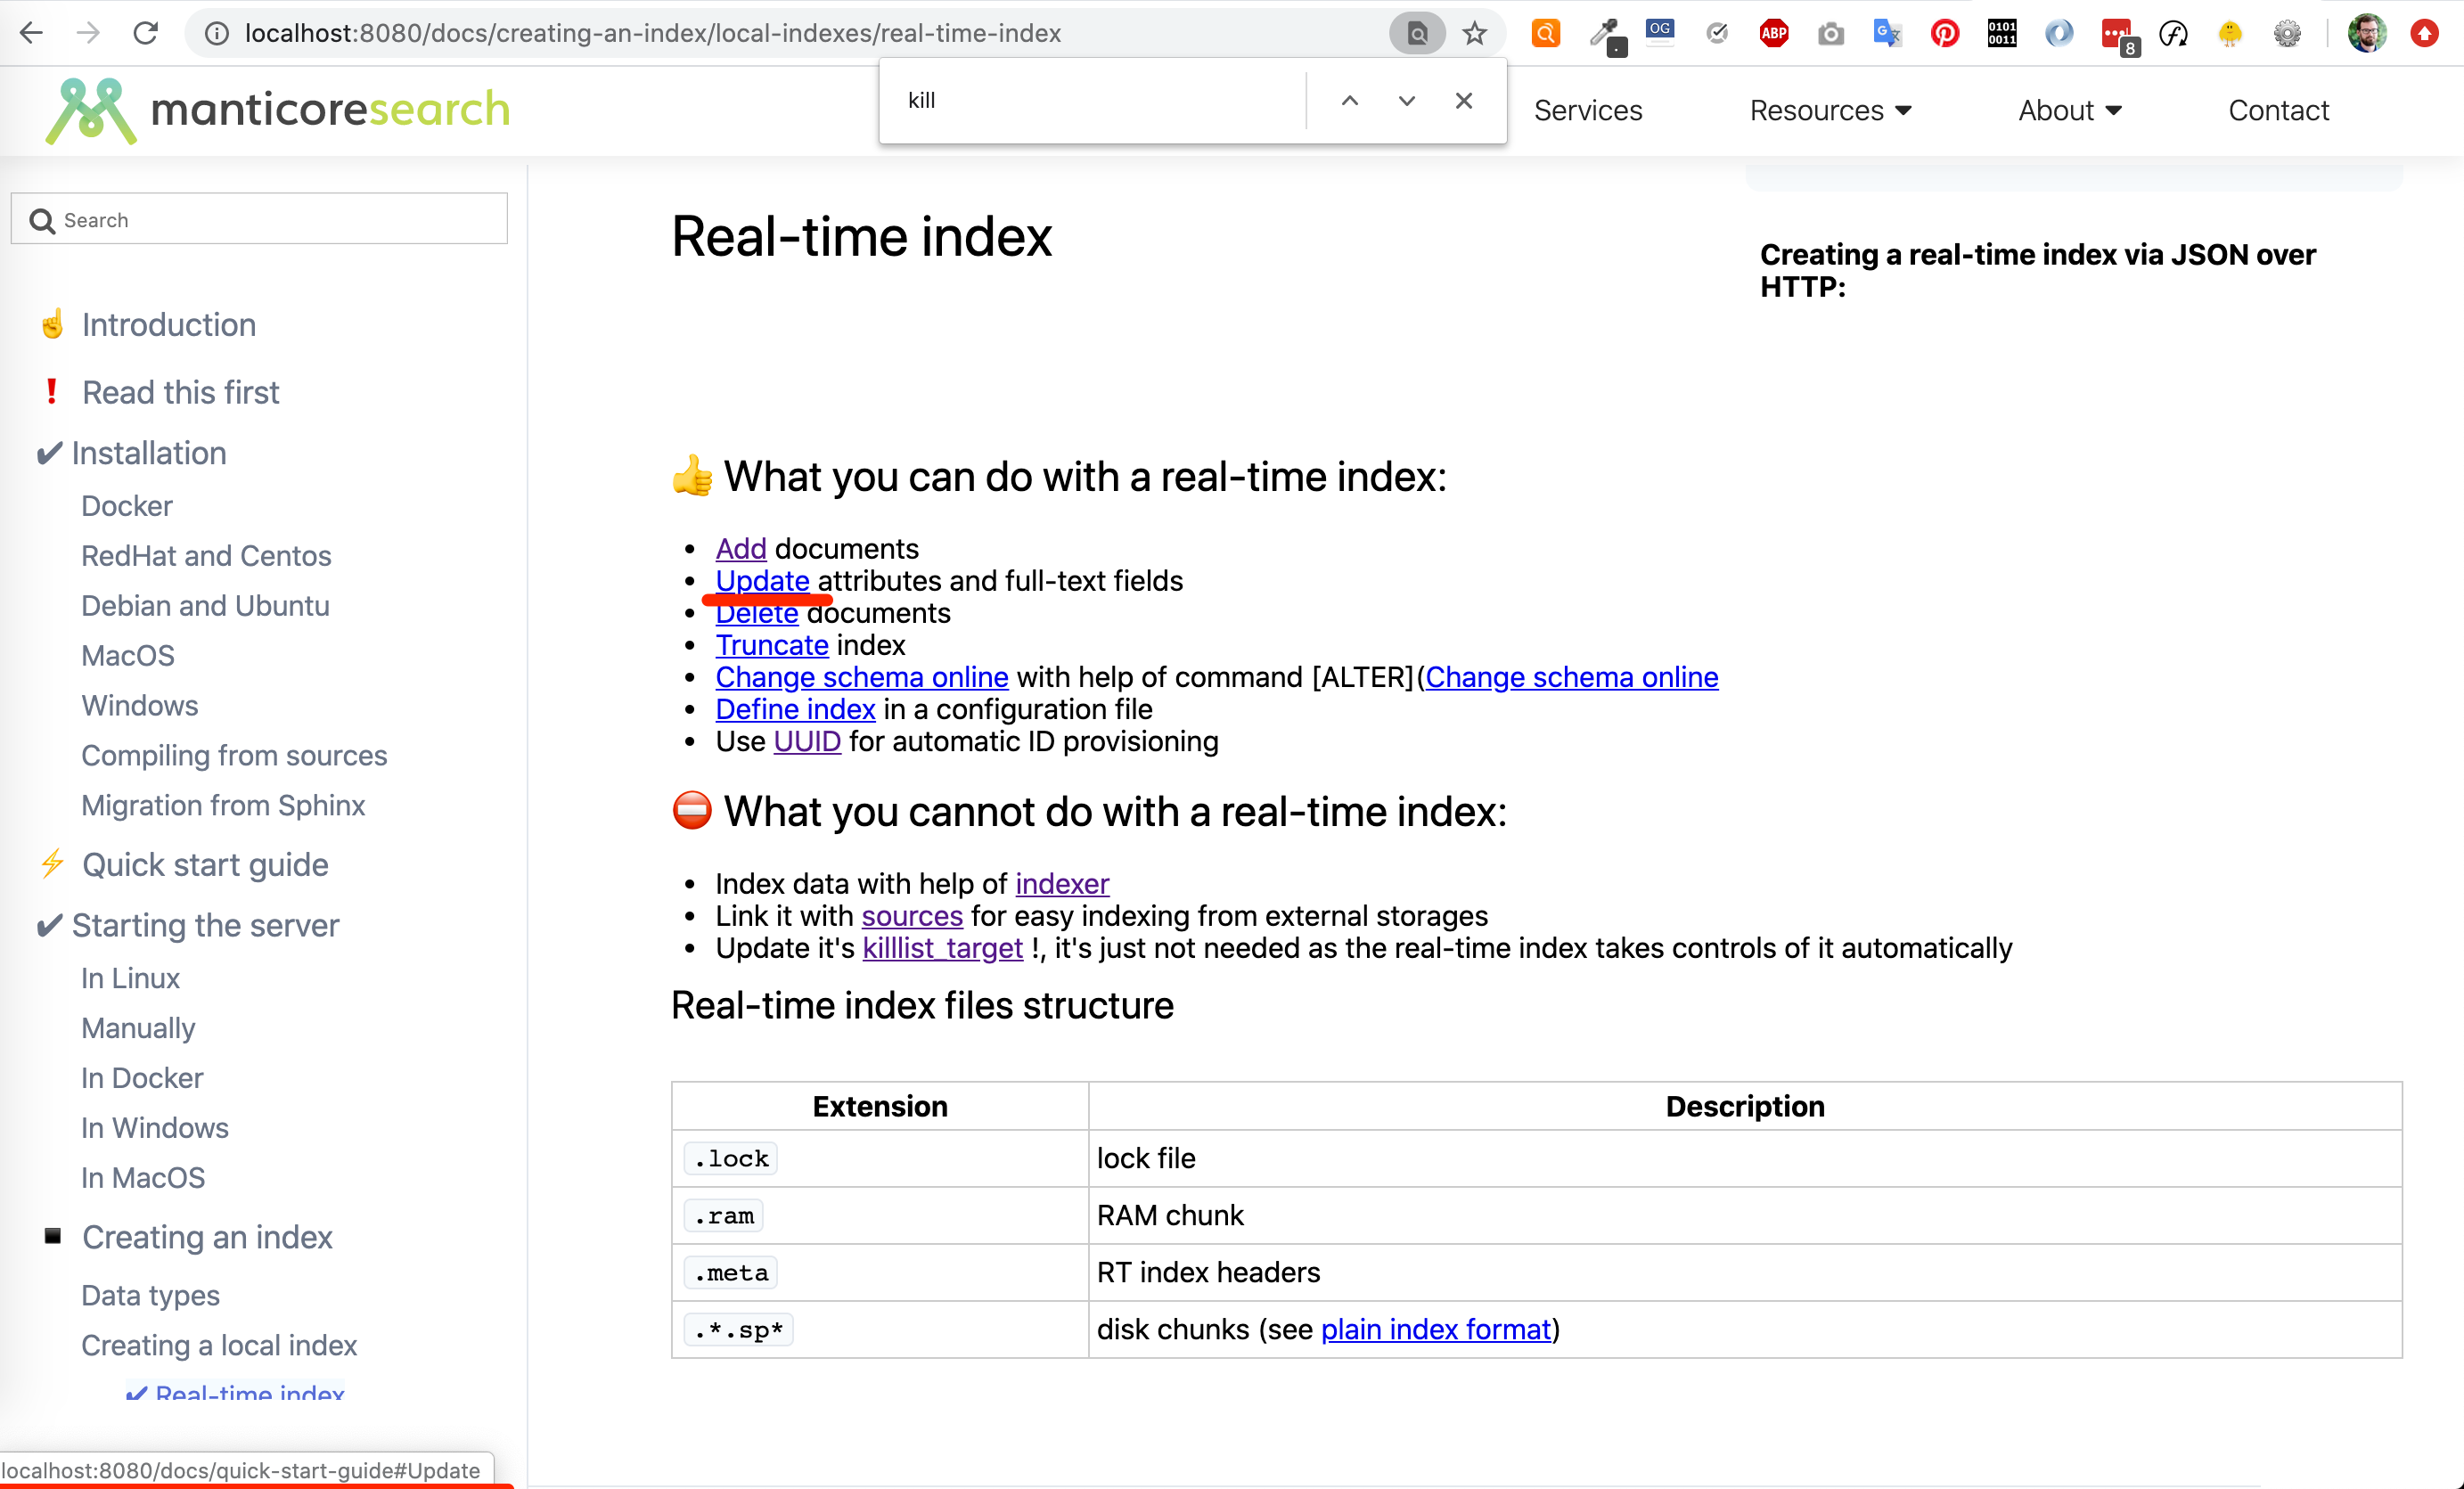 localhost:8080/docs/creating-an-index/local-indexes/real-time-index
OG
ABP
0101
0011
8
kill
manticoresearch
Services
Resources
About
Contact
Search
Introduction
Read this first
Installation
Docker
RedHat and Centos
Debian and Ubuntu
MacOS
Windows
Compiling from sources
Migration from Sphinx
Quick start guide
Starting the server
In Linux
Manually
In Docker
In Windows
In MacOS
Creating an index
Data types
Creating a local index
Real-time index
localhost:8080/docs/quick-start-guide#Update
Real-time index
👍 What you can do with a real-time index:
• Add documents
• Update attributes and full-text fields
• Delete documents
• Truncate index
• Change schema online with help of command [ALTER](Change schema online
• Define index in a configuration file
• Use UUID for automatic ID provisioning
⛔ What you cannot do with a real-time index:
• Index data with help of indexer
• Link it with sources for easy indexing from external storages
• Update it's killlist_target !, it's just not needed as the real-time index takes controls of it automatically
Real-time index files structure
Extension Description
.lock lock file
.ram RAM chunk
.meta RT index headers
.*.sp* disk chunks (see plain index format)
Creating a real-time index via JSON over
HTTP: